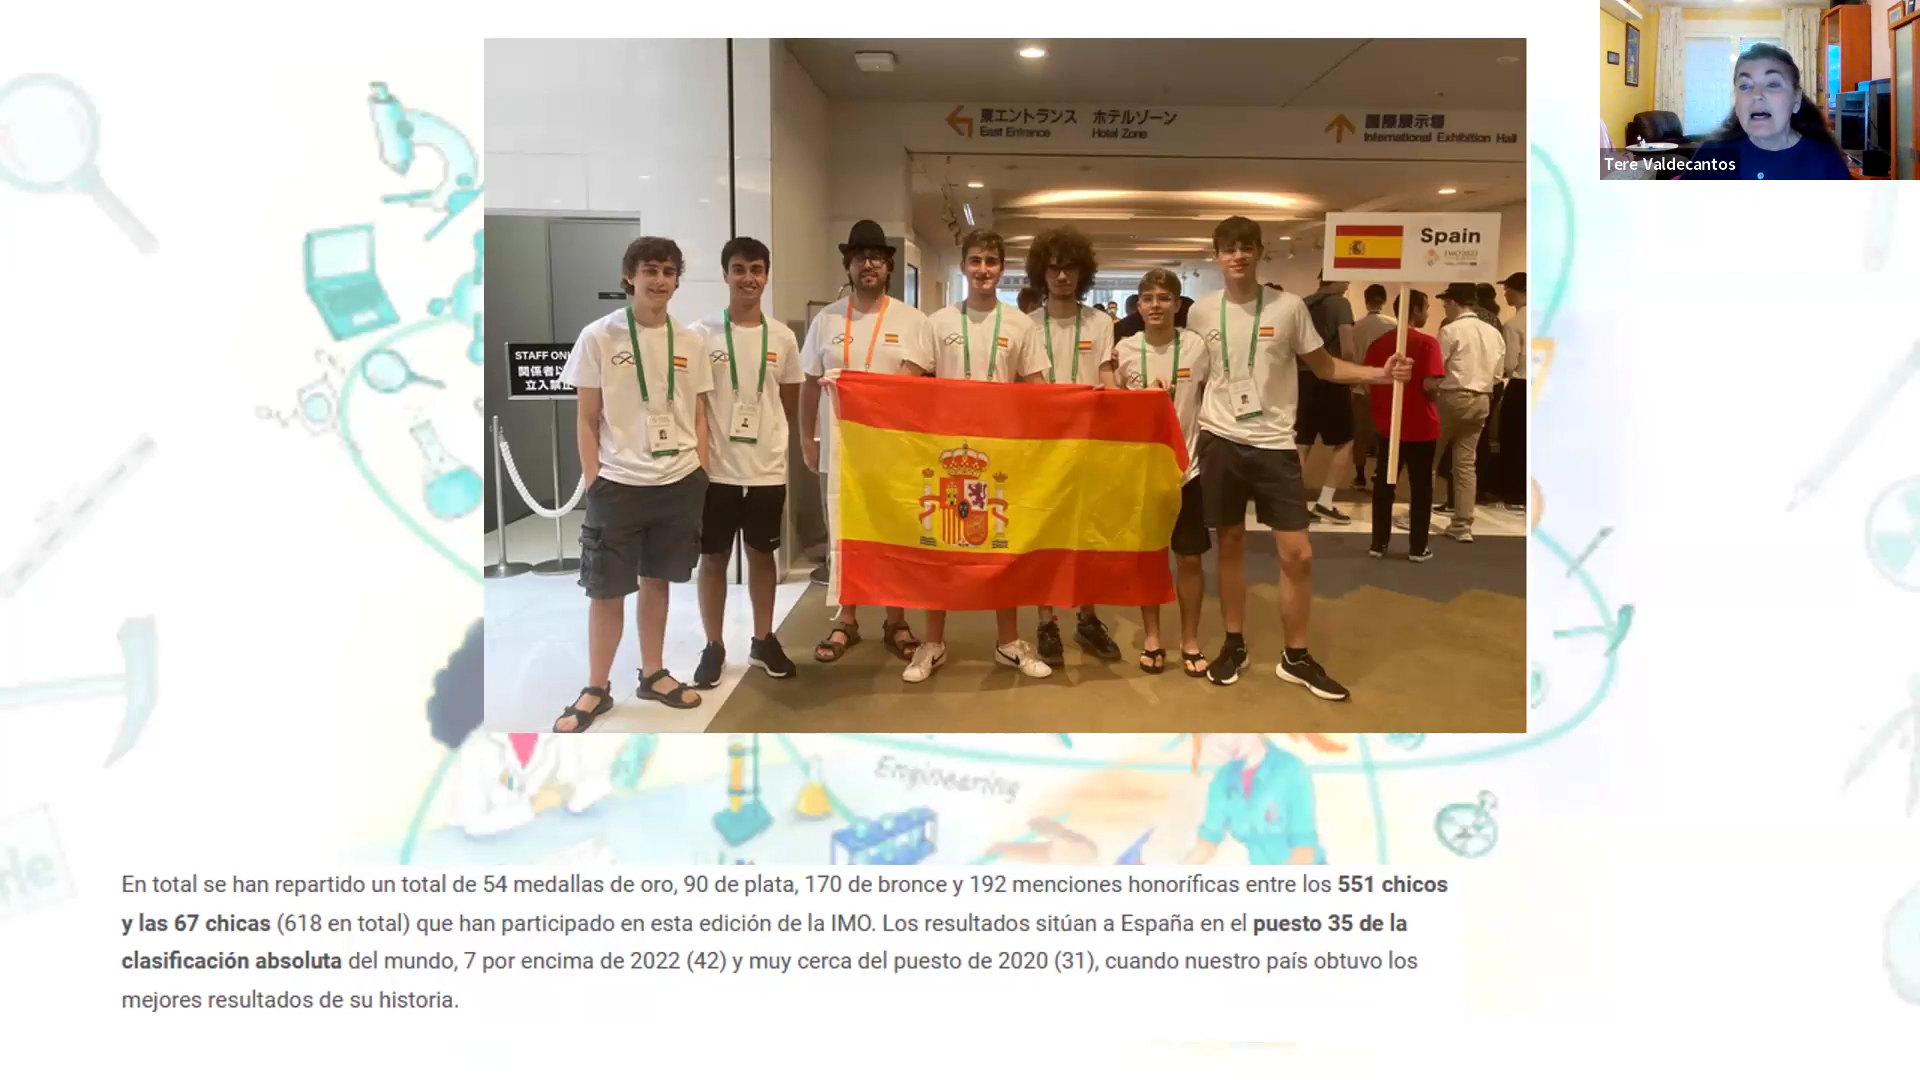 東エントランス ホテルゾーン
East Entrance Hotel Zone
国際展示場
International Exhibition Hall
Tere Valdecantos
Spain
IMO2023
STAFF ONL
関係者以
立入禁止
Engineering
He
En total se han repartido un total de 54 medallas de oro, 90 de plata, 170 de bronce y 192 menciones honoríficas entre los 551 chicos
y las 67 chicas (618 en total) que han participado en esta edición de la IMO. Los resultados sitúan a España en el puesto 35 de la
clasificación absoluta del mundo, 7 por encima de 2022 (42) y muy cerca del puesto de 2020 (31), cuando nuestro país obtuvo los
mejores resultados de su historia.